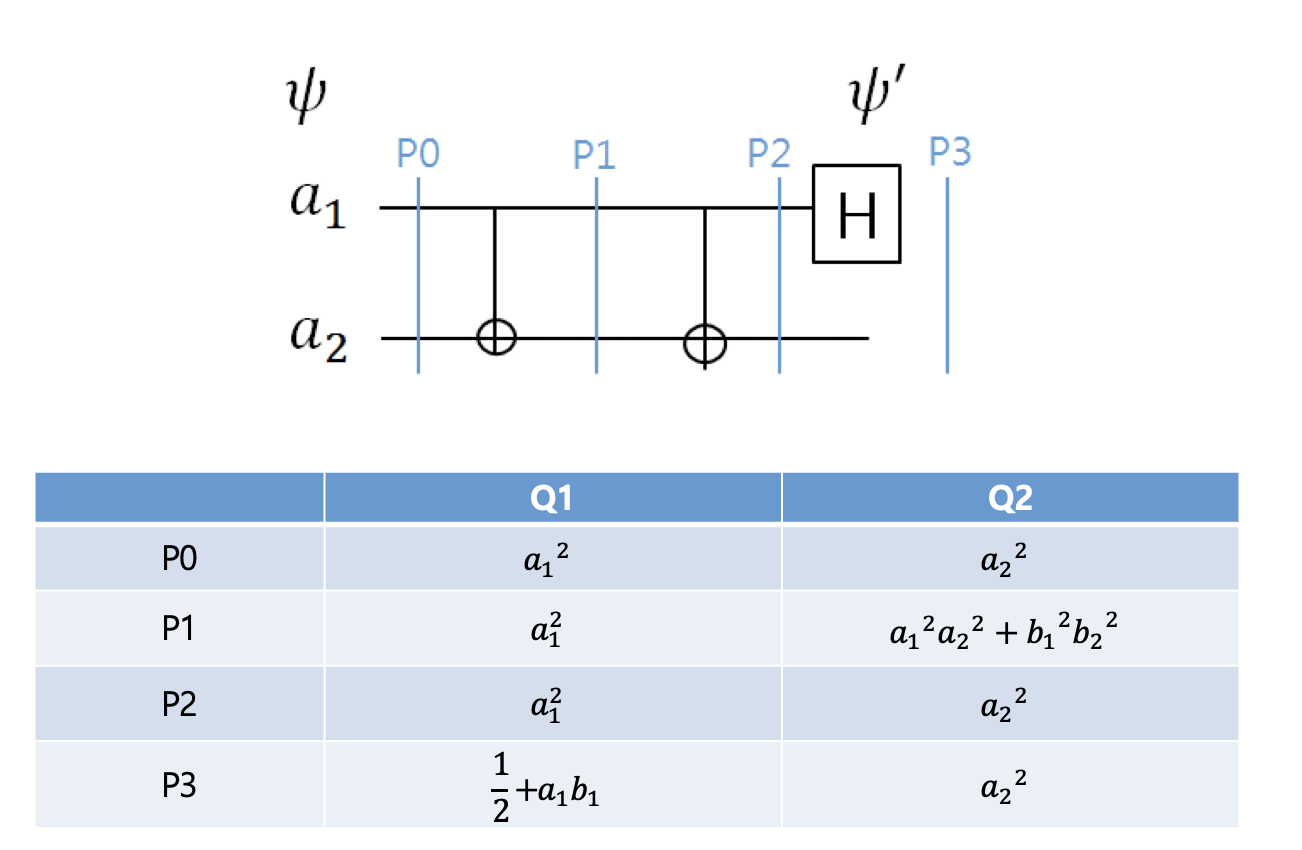 ψ ψ′
P0 P1 P2 P3
a₁ H
a₂
Q1 Q2
P0 a₁² a₂²
P1 a₁² a₁²a₂² + b₁²b₂²
P2 a₁² a₂²
P3 1/2+a₁b₁ a₂²